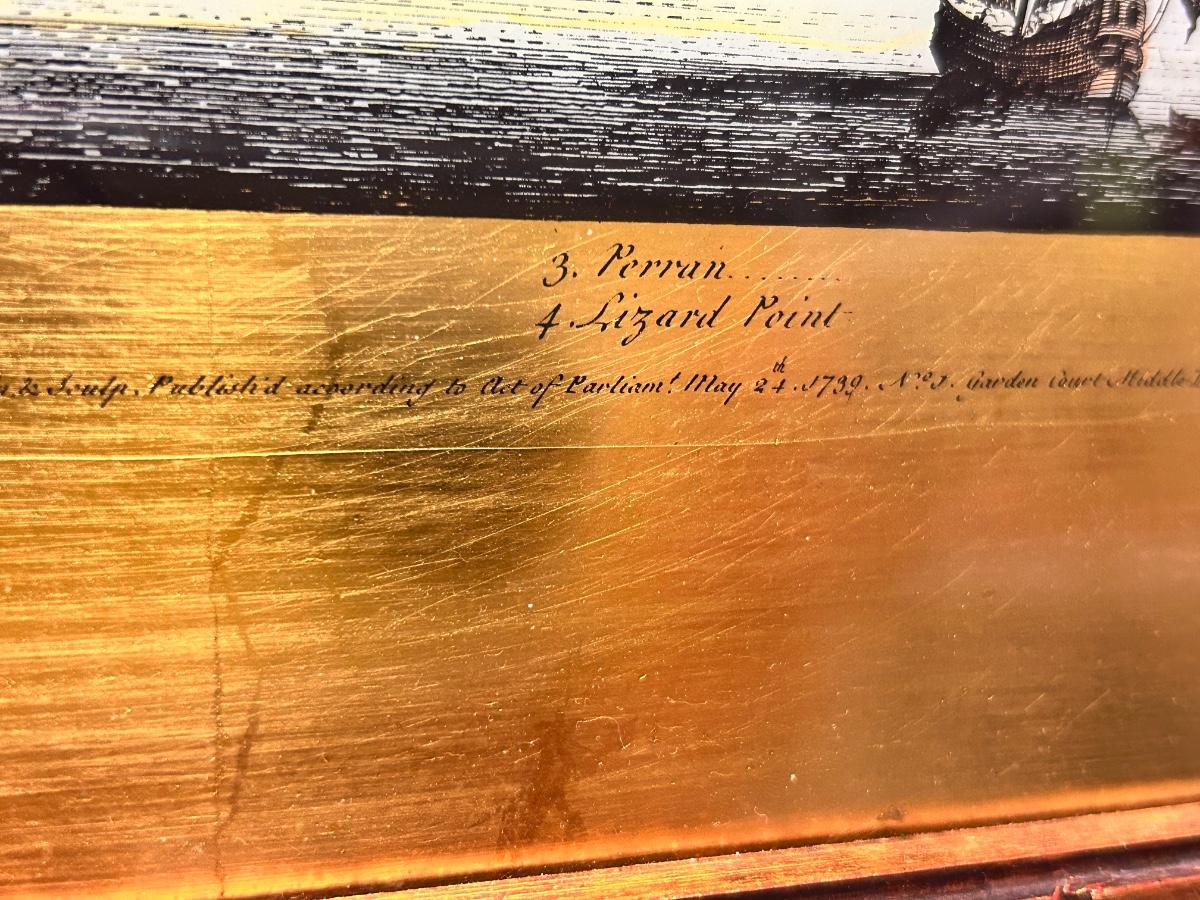 3. Perran.........
4. Lizard Point
& Sculp. Publish'd according to Act of Parliamt. May 24th. 1739. No. 1. Garden Court Middle